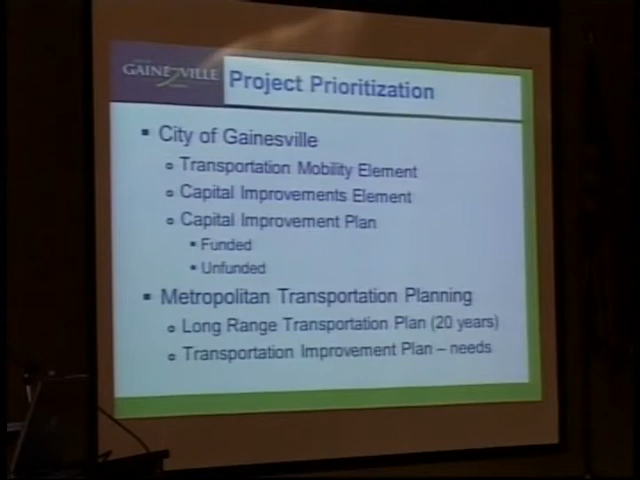 GAINESVILLE
Project Prioritization
▪ City of Gainesville
o Transportation Mobility Element
o Capital Improvements Element
o Capital Improvement Plan
▪ Funded
▪ Unfunded
▪ Metropolitan Transportation Planning
o Long Range Transportation Plan (20 years)
o Transportation Improvement Plan – needs